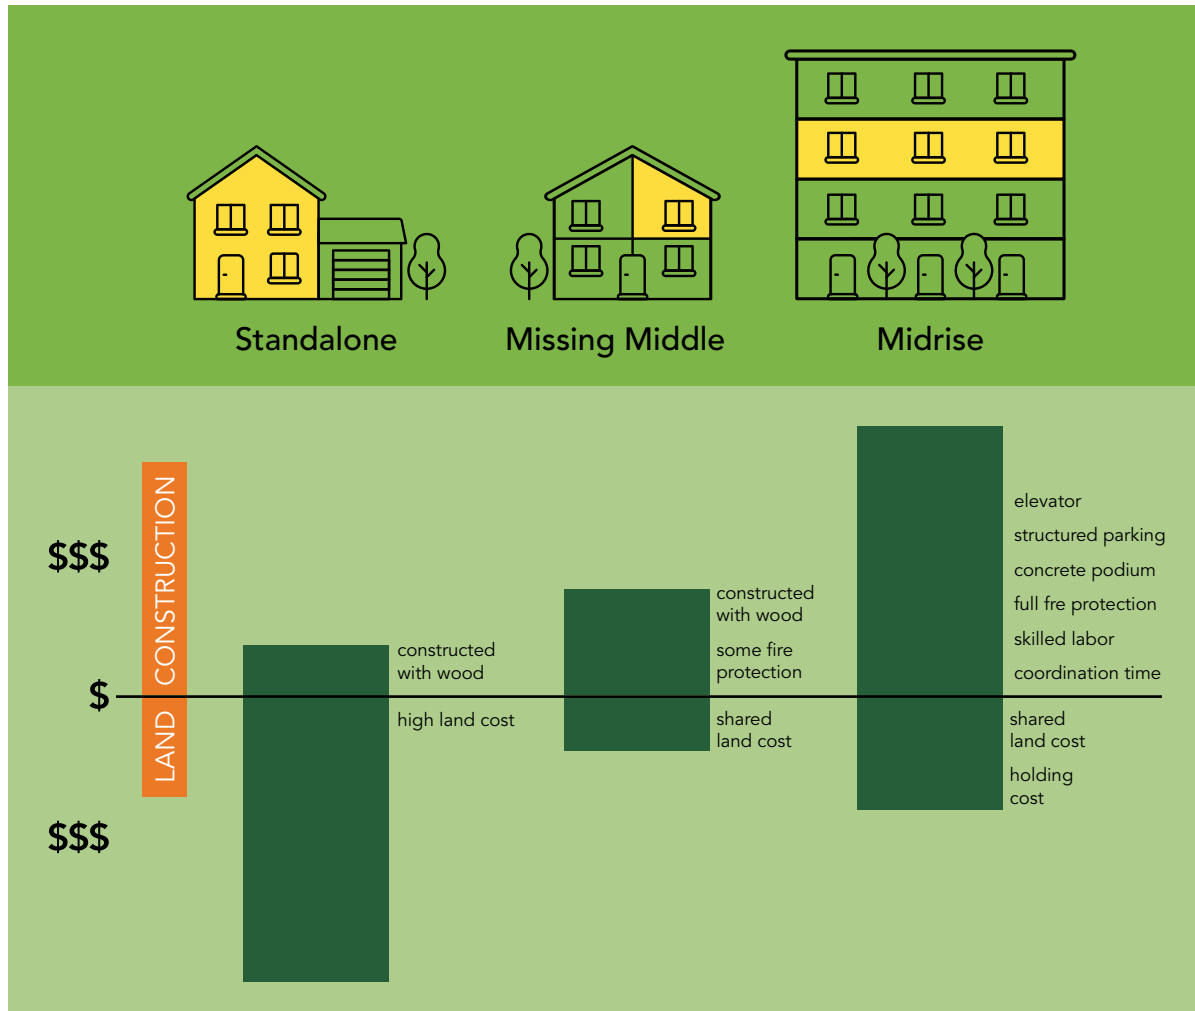 Standalone
Missing Middle
Midrise
LAND CONSTRUCTION
$$$
$
$$$
constructed
with wood
high land cost
constructed
with wood
some fire
protection
shared
land cost
elevator
structured parking
concrete podium
full fre protection
skilled labor
coordination time
shared
land cost
holding
cost